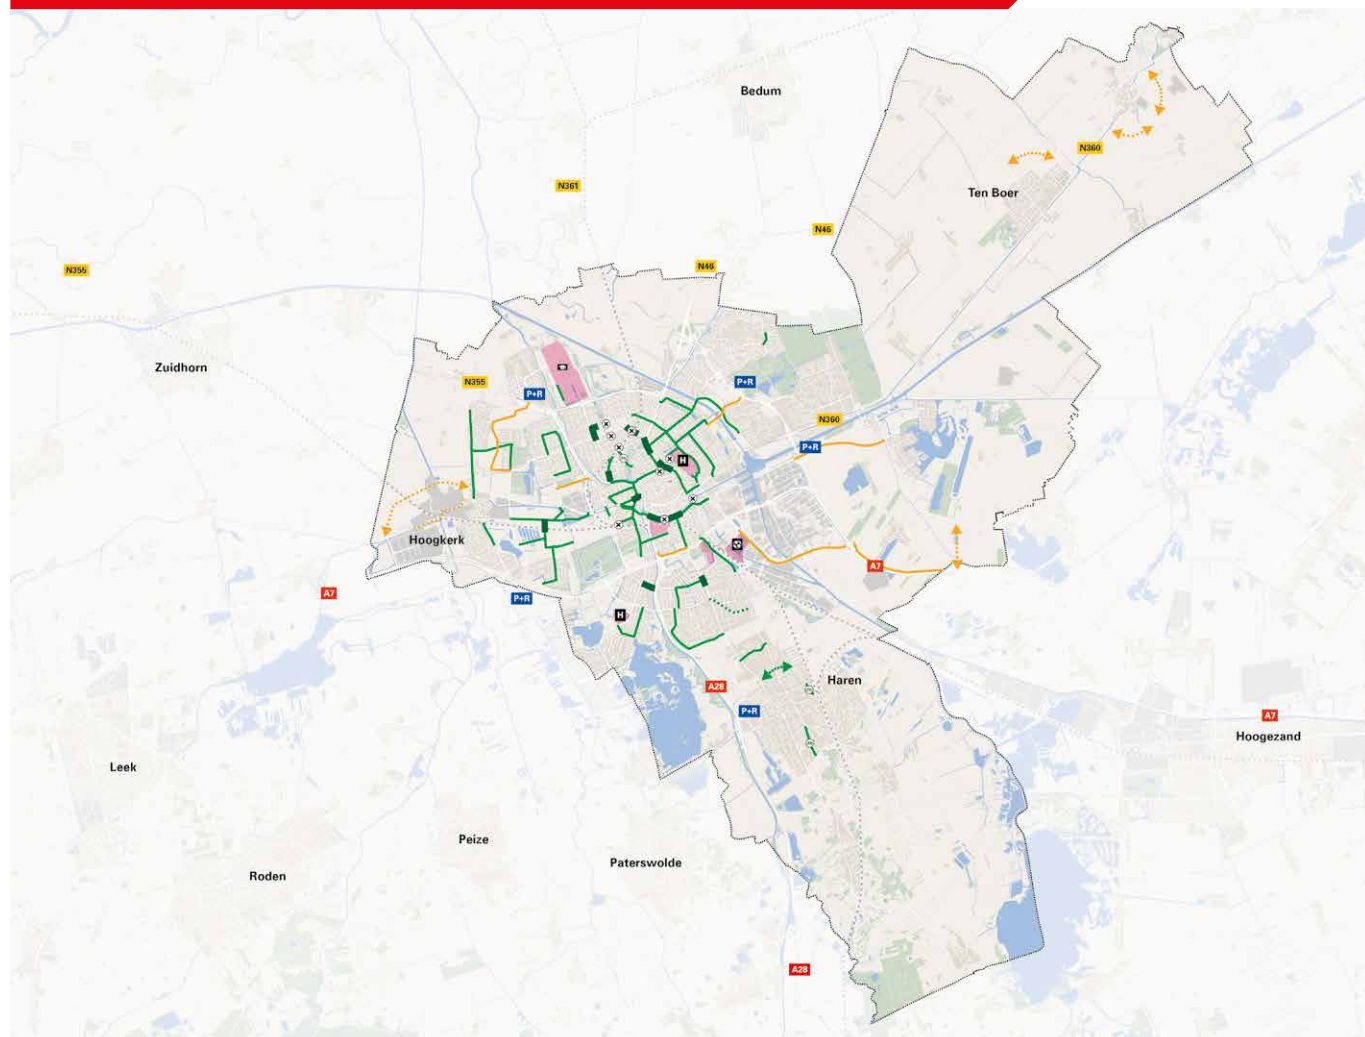 Bedum
N360
N361
Ten Boer
N46
N46
N355
Zuidhorn
N355
P+R
P+R
N360
P+R
H
Hoogkerk
A7
A7
P+R
H
Haren
A28
P+R
A7
Hoogezand
Leek
Peize
Paterswolde
Roden
A28